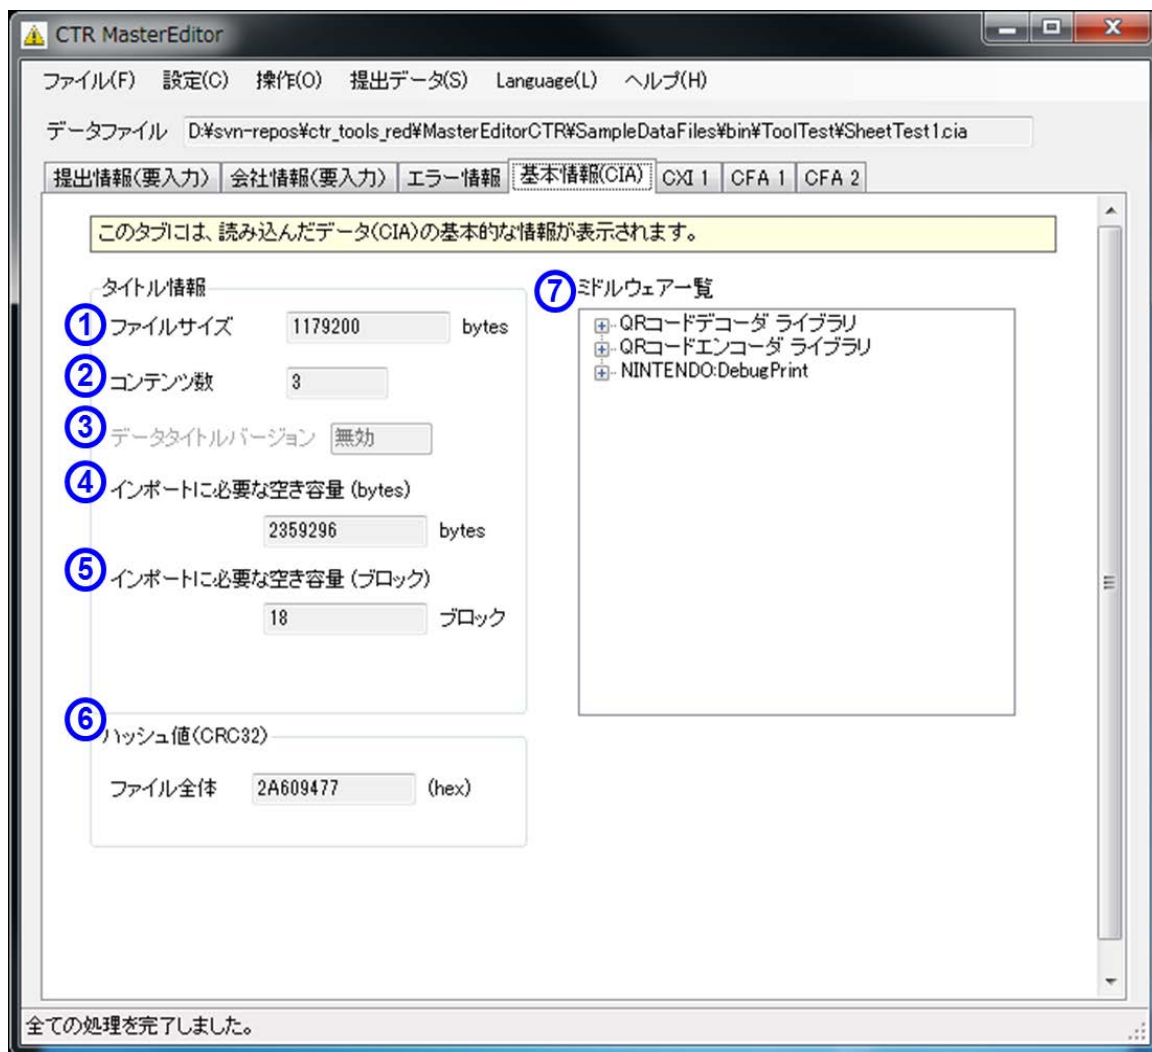 CTR MasterEditor
ファイル(F) 設定(C) 操作(O) 提出データ(S) Language(L) ヘルプ(H)
データファイル D:¥svn-repos¥ctr_tools_red¥MasterEditorCTR¥SampleDataFiles¥bin¥ToolTest¥SheetTest1.cia
提出情報(要入力) 会社情報(要入力) エラー情報 基本情報(CIA) CXI 1 CFA 1 CFA 2
このタブには、読み込んだデータ(CIA)の基本的な情報が表示されます。
タイトル情報
① ファイルサイズ 1179200 bytes
② コンテンツ数 3
③ データタイトルバージョン 無効
④ インポートに必要な空き容量 (bytes)
2359296 bytes
⑤ インポートに必要な空き容量 (ブロック)
18 ブロック
⑥ ハッシュ値(CRC32)
ファイル全体 2A609477 (hex)
⑦ ミドルウェア一覧
QRコードデコーダ ライブラリ
QRコードエンコーダ ライブラリ
NINTENDO:DebugPrint
全ての処理を完了しました。